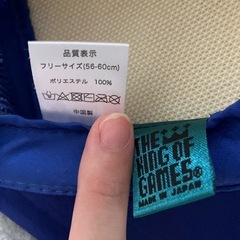 品質表示
フリーサイズ(56-60cm)
ポリエステル 100%
中国製
THE
KING OF
GAMES
MADE IN JAPAN